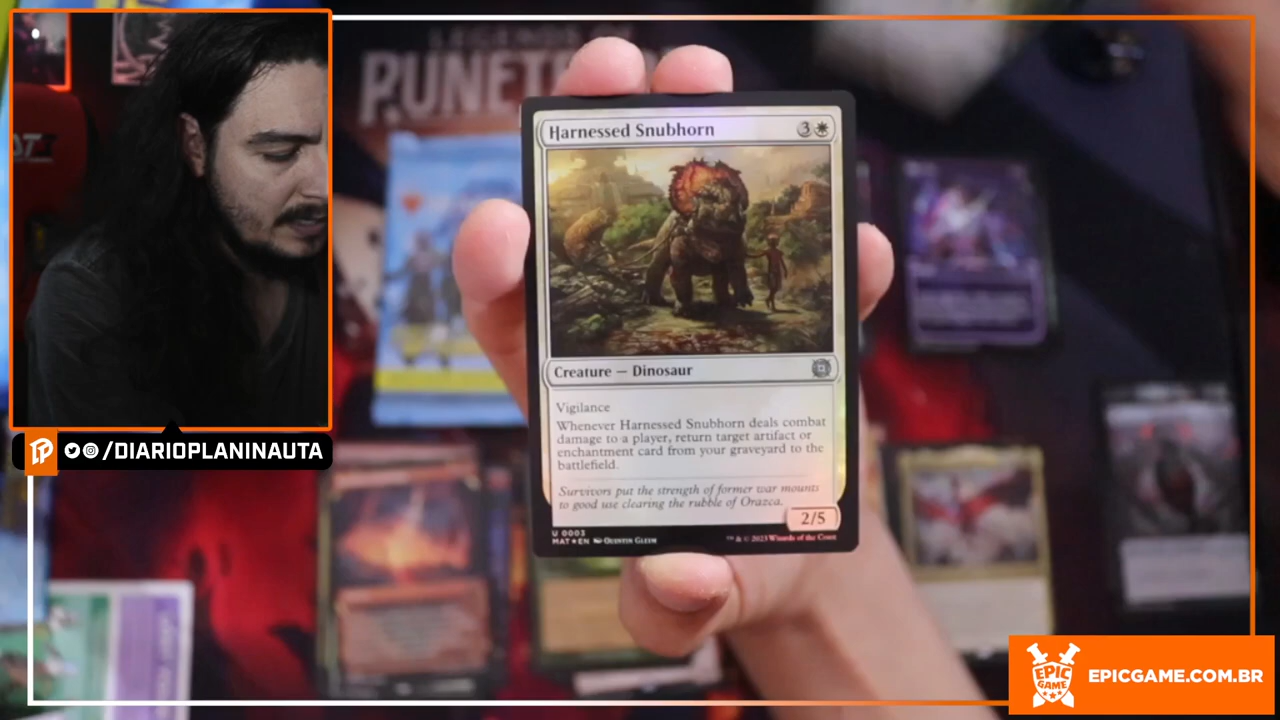 PUNET
Harnessed Snubhorn
3
Creature — Dinosaur
Vigilance
Whenever Harnessed Snubhorn deals combat
damage to a player, return target artifact or
enchantment card from your graveyard to the
battlefield.
Survivors put the strength of former war mounts
to good use clearing the rubble of Orazca.
2/5
U 0003
MAT★EN Quentin Gleim
™ & © 2023 Wizards of the Coast
/DIARIOPLANINAUTA
EPIC
GAME
EPICGAME.COM.BR